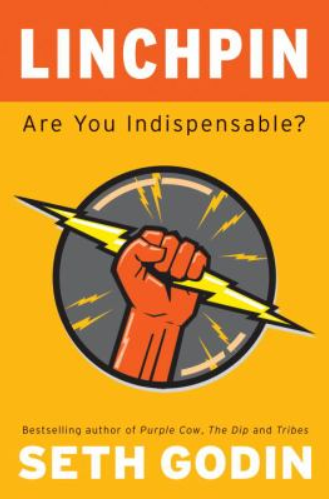 LINCHPIN
Are You Indispensable?
Bestselling author of Purple Cow, The Dip and Tribes
SETH GODIN